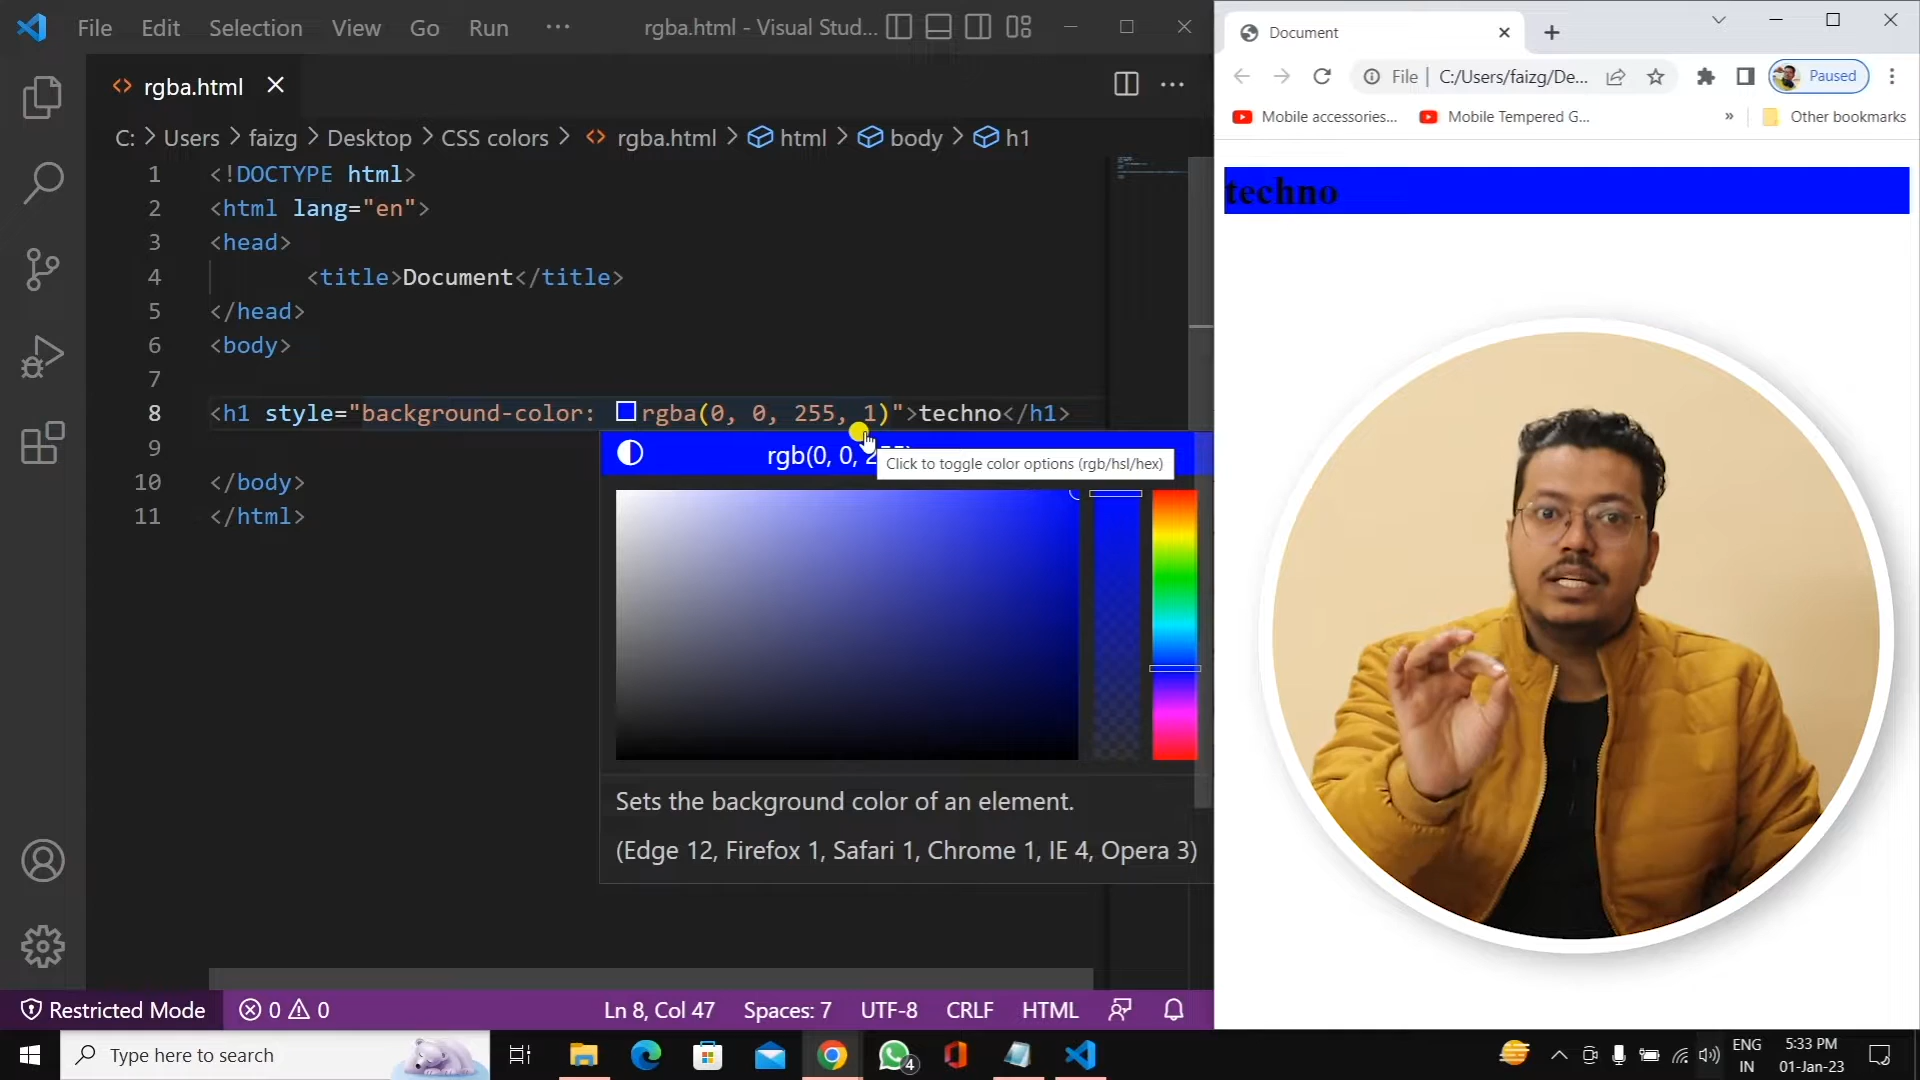 File Edit Selection View Go Run ··· rgba.html - Visual Stud...
rgba.html
C: > Users > faizg > Desktop > CSS colors > rgba.html > html > body > h1
1 <!DOCTYPE html>
2 <html lang="en">
3 <head>
4 <title>Document</title>
5 </head>
6 <body>
7
8 <h1 style="background-color: rgba(0, 0, 255, 1)">techno</h1>
9
10 </body>
11 </html>
rgb(0, 0,
Click to toggle color options (rgb/hsl/hex)
Sets the background color of an element.
(Edge 12, Firefox 1, Safari 1, Chrome 1, IE 4, Opera 3)
Restricted Mode 0 0 Ln 8, Col 47 Spaces: 7 UTF-8 CRLF HTML
Document
File C:/Users/faizg/De... Paused
Mobile accessories... Mobile Tempered G... » Other bookmarks
techno
Type here to search
4
ENG
IN
5:33 PM
01-Jan-23